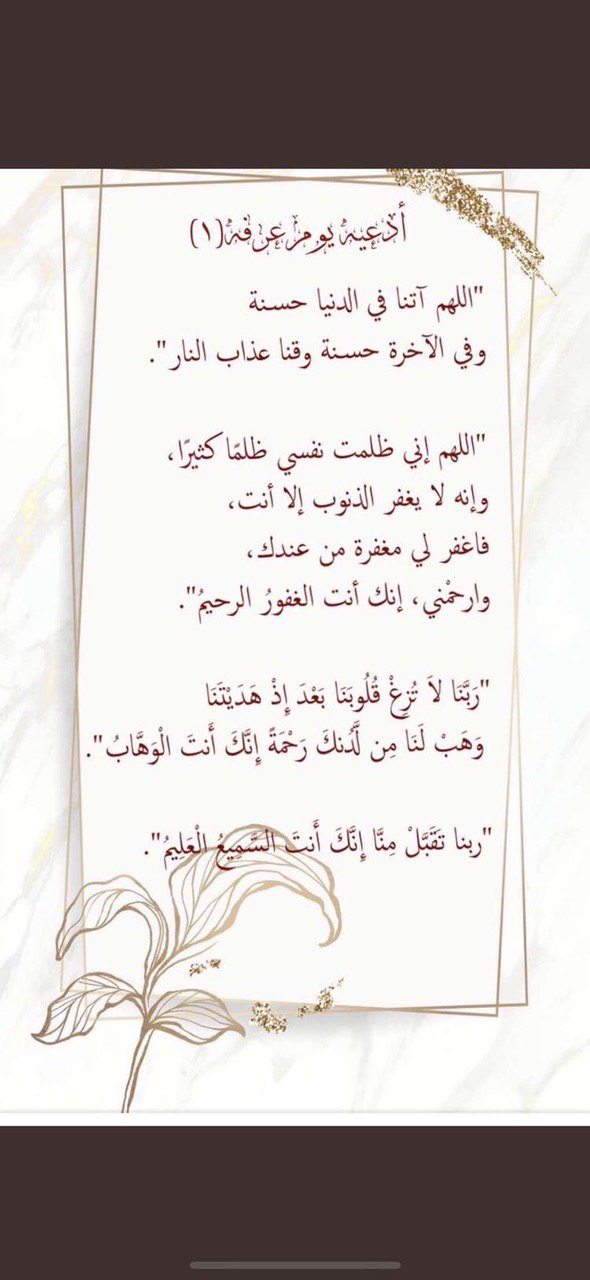 أدعية يوم عرفة (١)
"اللهم آتنا في الدنيا حسنة
وفي الآخرة حسنة وقنا عذاب النار".
"اللهم إني ظلمت نفسي ظلمًا كثيرًا،
وإنه لا يغفر الذنوب إلا أنت،
فاغفر لي مغفرة من عندك،
وارحمْني، إنك أنت الغفورُ الرحيمُ".
"رَبَّنَا لاَ تُزِغْ قُلُوبَنَا بَعْدَ إِذْ هَدَيْتَنَا
وَهَبْ لَنَا مِن لَّدُنكَ رَحْمَةً إِنَّكَ أَنتَ الْوَهَّابُ".
"ربنا تَقَبَّلْ مِنَّا إِنَّكَ أَنتَ السَّمِيعُ الْعَلِيمُ".